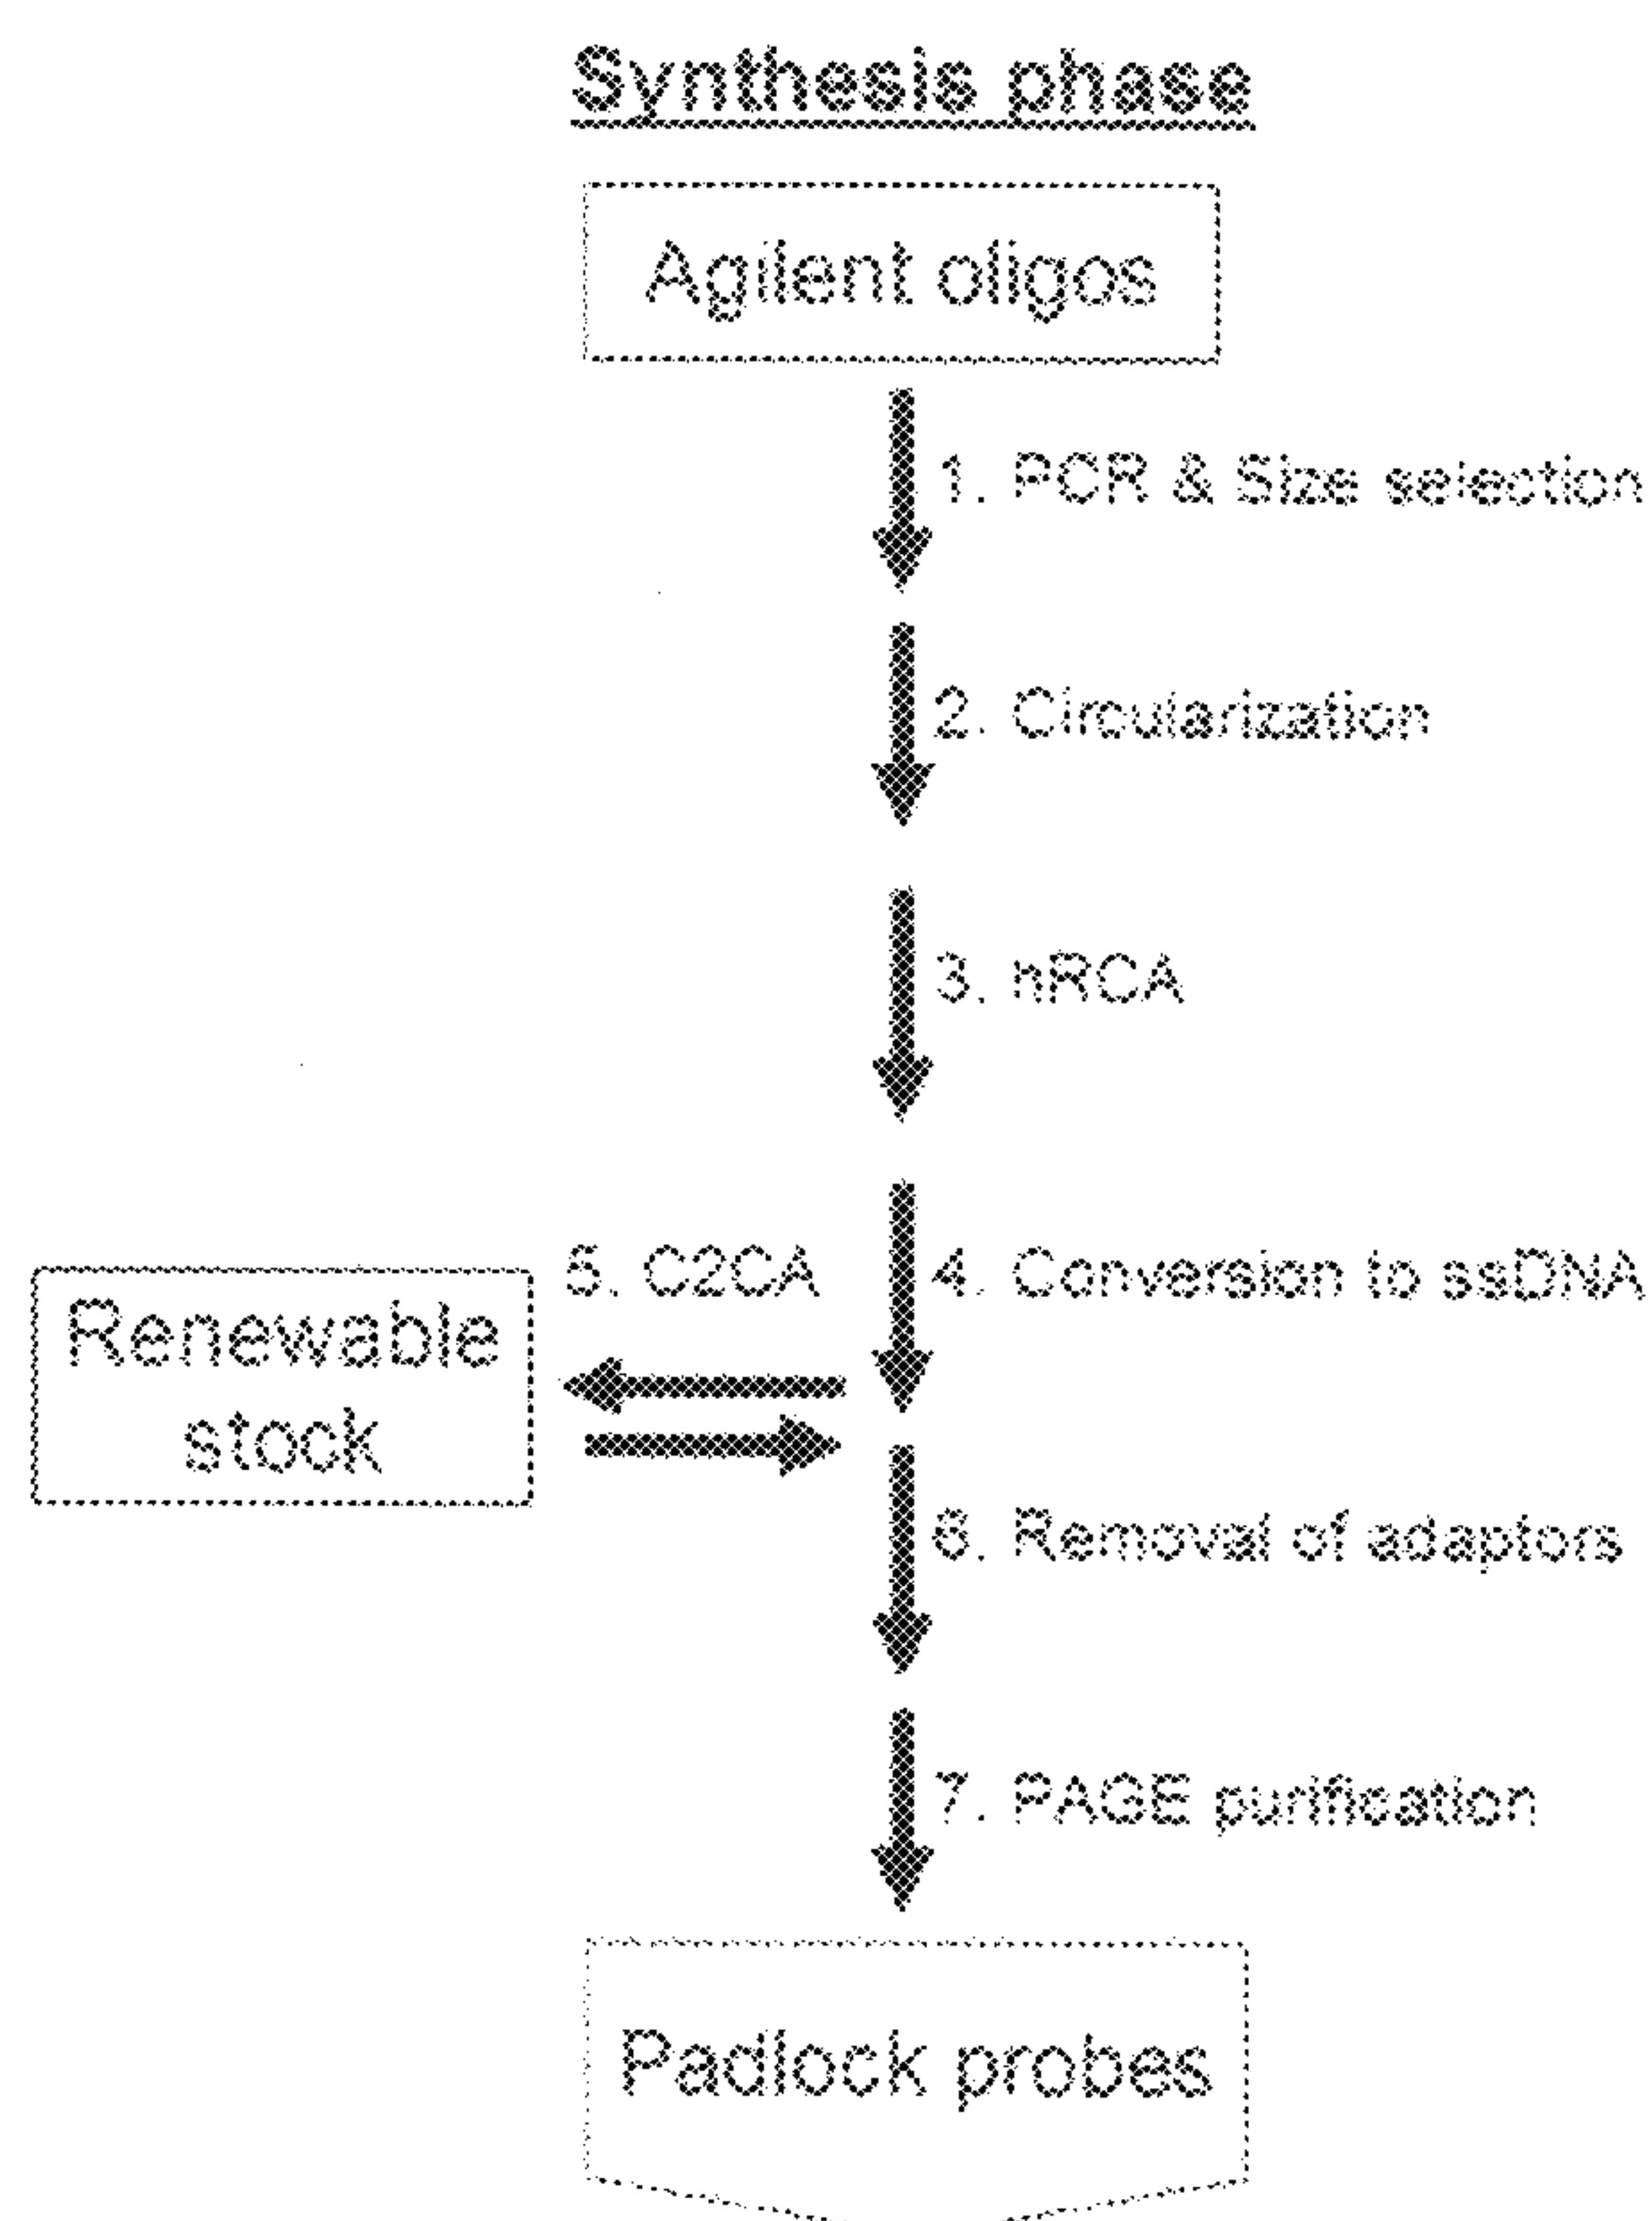 Synthesis phase
Agilent oligos
1. PCR & Size selection
2. Circularization
3. hRCA
5. C2CA
4. Conversion to ssDNA
Renewable
stock
6. Removal of adaptors
7. PAGE purification
Padlock probes